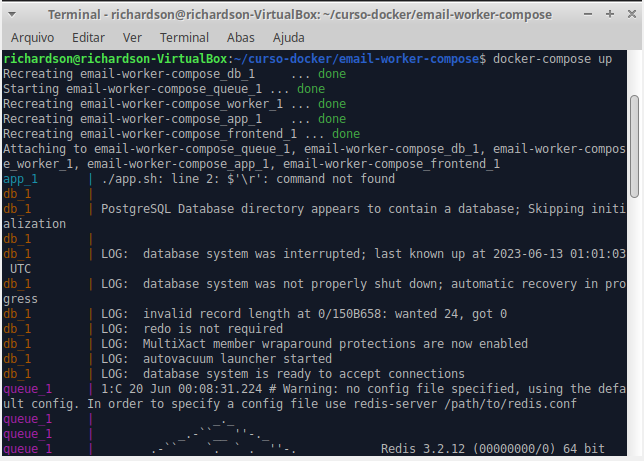 Terminal - richardson@richardson-VirtualBox: ~/curso-docker/email-worker-compose
Arquivo Editar Ver Terminal Abas Ajuda
richardson@richardson-VirtualBox:~/curso-docker/email-worker-compose$ docker-compose up
Recreating email-worker-compose_db_1     ... done
Starting email-worker-compose_queue_1 ... done
Recreating email-worker-compose_worker_1 ... done
Recreating email-worker-compose_app_1    ... done
Recreating email-worker-compose_frontend_1 ... done
Attaching to email-worker-compose_queue_1, email-worker-compose_db_1, email-worker-compos
e_worker_1, email-worker-compose_app_1, email-worker-compose_frontend_1
app_1       | ./app.sh: line 2: $'\r': command not found
db_1        |
db_1        | PostgreSQL Database directory appears to contain a database; Skipping initi
alization
db_1        |
db_1        | LOG:  database system was interrupted; last known up at 2023-06-13 01:01:03
 UTC
db_1        | LOG:  database system was not properly shut down; automatic recovery in pro
gress
db_1        | LOG:  invalid record length at 0/150B658: wanted 24, got 0
db_1        | LOG:  redo is not required
db_1        | LOG:  MultiXact member wraparound protections are now enabled
db_1        | LOG:  autovacuum launcher started
db_1        | LOG:  database system is ready to accept connections
queue_1     | 1:C 20 Jun 00:08:31.224 # Warning: no config file specified, using the defa
ult config. In order to specify a config file use redis-server /path/to/redis.conf
queue_1     |                _._
queue_1     |           _.-``__ ''-._
queue_1     |      .-``    `.  `_.  ''-.           Redis 3.2.12 (00000000/0) 64 bit